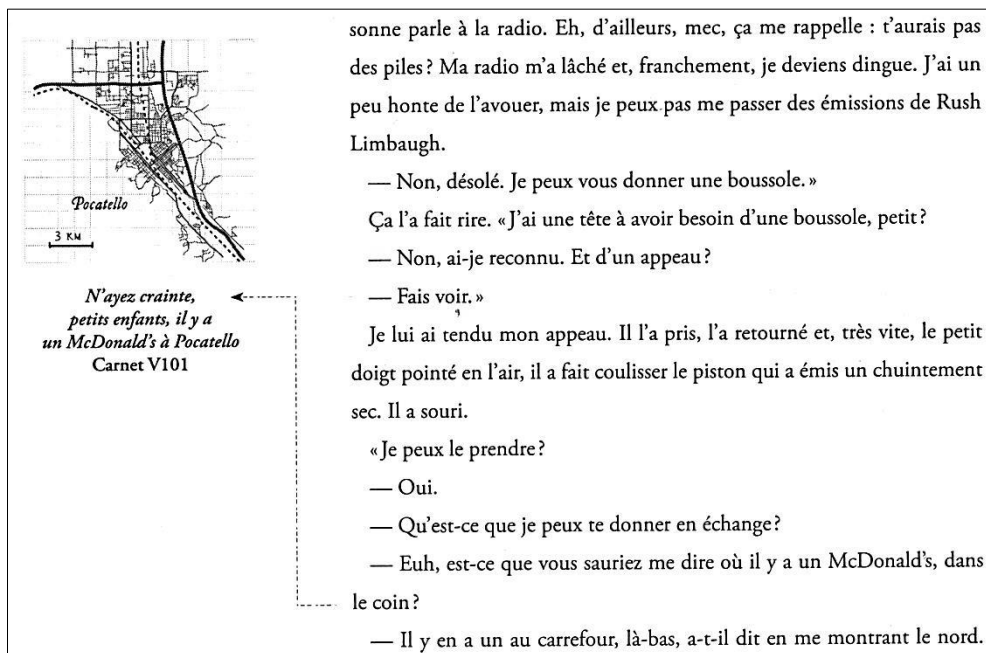 Pocatello
3 KM
N'ayez crainte,
petits enfants, il y a
un McDonald's à Pocatello
Carnet V101
sonne parle à la radio. Eh, d'ailleurs, mec, ça me rappelle : t'aurais pas
des piles ? Ma radio m'a lâché et, franchement, je deviens dingue. J'ai un
peu honte de l'avouer, mais je peux pas me passer des émissions de Rush
Limbaugh.
— Non, désolé. Je peux vous donner une boussole. »
Ça l'a fait rire. « J'ai une tête à avoir besoin d'une boussole, petit ?
— Non, ai-je reconnu. Et d'un appeau ?
— Fais voir. »
Je lui ai tendu mon appeau. Il l'a pris, l'a retourné et, très vite, le petit
doigt pointé en l'air, il a fait coulisser le piston qui a émis un chuintement
sec. Il a souri.
« Je peux le prendre ?
— Oui.
— Qu'est-ce que je peux te donner en échange ?
— Euh, est-ce que vous sauriez me dire où il y a un McDonald's, dans
le coin ?
— Il y en a un au carrefour, là-bas, a-t-il dit en me montrant le nord.